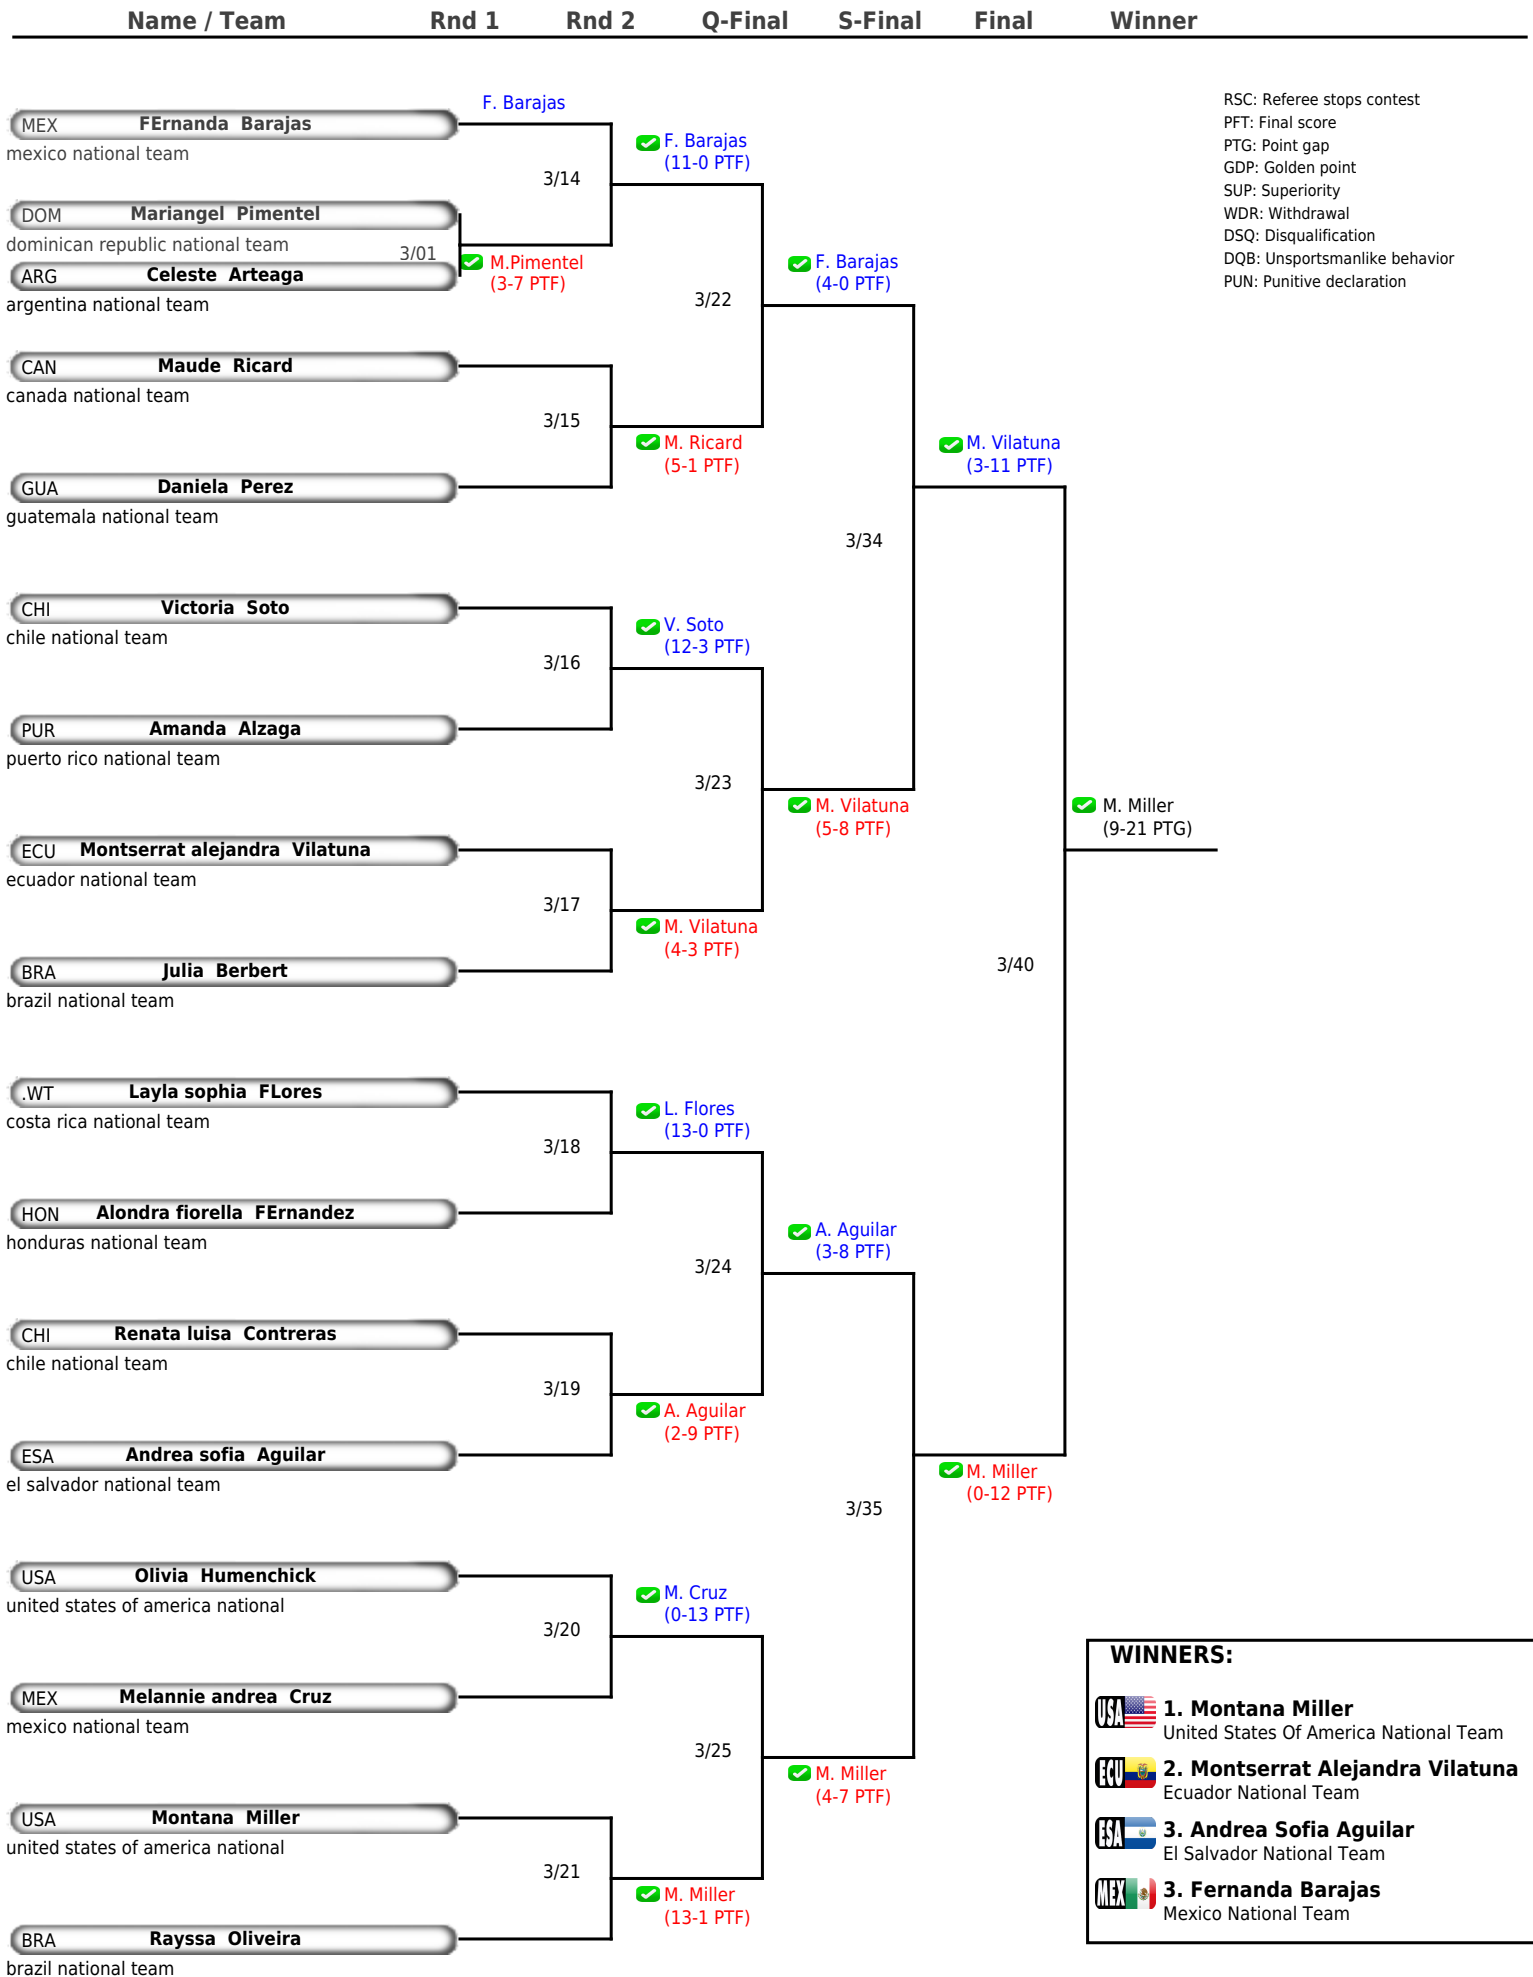 Name / Team Rnd 1 Rnd 2 Q-Final S-Final Final Winner
RSC: Referee stops contest
PFT: Final score
PTG: Point gap
GDP: Golden point
SUP: Superiority
WDR: Withdrawal
DSQ: Disqualification
DQB: Unsportsmanlike behavior
PUN: Punitive declaration
F. Barajas
MEX FErnanda Barajas
mexico national team
F. Barajas
(11-0 PTF)
3/14
DOM Mariangel Pimentel
dominican republic national team
3/01
M.Pimentel
(3-7 PTF)
ARG Celeste Arteaga
argentina national team
F. Barajas
(4-0 PTF)
3/22
CAN Maude Ricard
canada national team
3/15
M. Ricard
(5-1 PTF)
M. Vilatuna
(3-11 PTF)
GUA Daniela Perez
guatemala national team
3/34
CHI Victoria Soto
chile national team
V. Soto
(12-3 PTF)
3/16
PUR Amanda Alzaga
puerto rico national team
3/23
M. Vilatuna
(5-8 PTF)
M. Miller
(9-21 PTG)
ECU Montserrat alejandra Vilatuna
ecuador national team
3/17
M. Vilatuna
(4-3 PTF)
BRA Julia Berbert
brazil national team
3/40
.WT Layla sophia FLores
costa rica national team
L. Flores
(13-0 PTF)
3/18
HON Alondra fiorella FErnandez
honduras national team
A. Aguilar
(3-8 PTF)
3/24
CHI Renata luisa Contreras
chile national team
3/19
A. Aguilar
(2-9 PTF)
ESA Andrea sofia Aguilar
el salvador national team
M. Miller
(0-12 PTF)
3/35
USA Olivia Humenchick
united states of america national
M. Cruz
(0-13 PTF)
3/20
MEX Melannie andrea Cruz
mexico national team
3/25
M. Miller
(4-7 PTF)
USA Montana Miller
united states of america national
3/21
M. Miller
(13-1 PTF)
BRA Rayssa Oliveira
brazil national team
WINNERS:
USA 1. Montana Miller
United States Of America National Team
ECU 2. Montserrat Alejandra Vilatuna
Ecuador National Team
ESA 3. Andrea Sofia Aguilar
El Salvador National Team
MEX 3. Fernanda Barajas
Mexico National Team